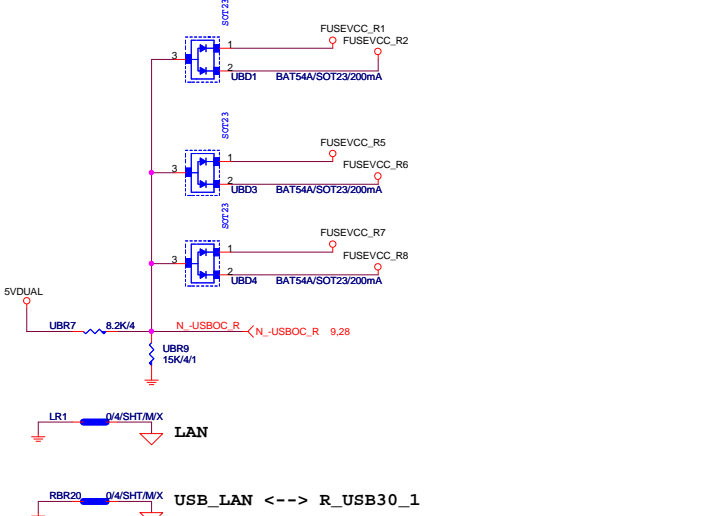 SOT23
FUSEVCC_R1
FUSEVCC_R2
3
1
2
UBD1
BAT54A/SOT23/200mA
SOT23
FUSEVCC_R5
FUSEVCC_R6
3
1
2
UBD3
BAT54A/SOT23/200mA
SOT23
FUSEVCC_R7
FUSEVCC_R8
3
1
2
UBD4
BAT54A/SOT23/200mA
5VDUAL
UBR7
8.2K/4
N_-USBOC_R
N_-USBOC_R 9,28
UBR9
15K/4/1
LR1
0/4/SHT/M/X
LAN
RBR20
0/4/SHT/M/X
USB_LAN <--> R_USB30_1